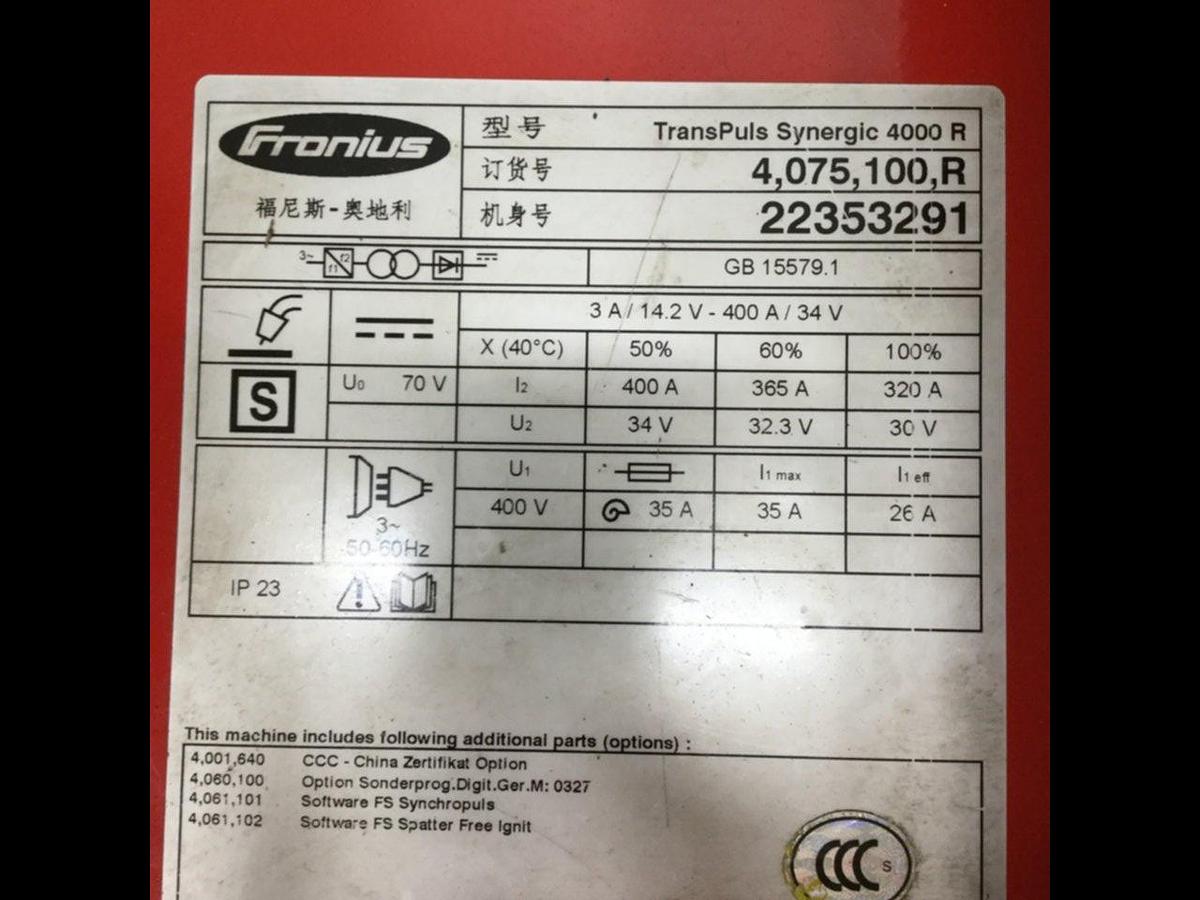 Fronius
福尼斯-奥地利
型号 TransPuls Synergic 4000 R
订货号 4,075,100,R
机身号 22353291
3~ f1 f2
GB 15579.1
3 A / 14.2 V - 400 A / 34 V
X (40°C) 50% 60% 100%
S
U0 70 V I2 400 A 365 A 320 A
U2 34 V 32.3 V 30 V
U1 I1 max I1 eff
400 V 35 A 35 A 26 A
3~
50-60Hz
IP 23
This machine includes following additional parts (options) :
4,001,640 CCC - China Zertifikat Option
4,060,100 Option Sonderprog.Digit.Ger.M: 0327
4,061,101 Software FS Synchropuls
4,061,102 Software FS Spatter Free Ignit
CCC S